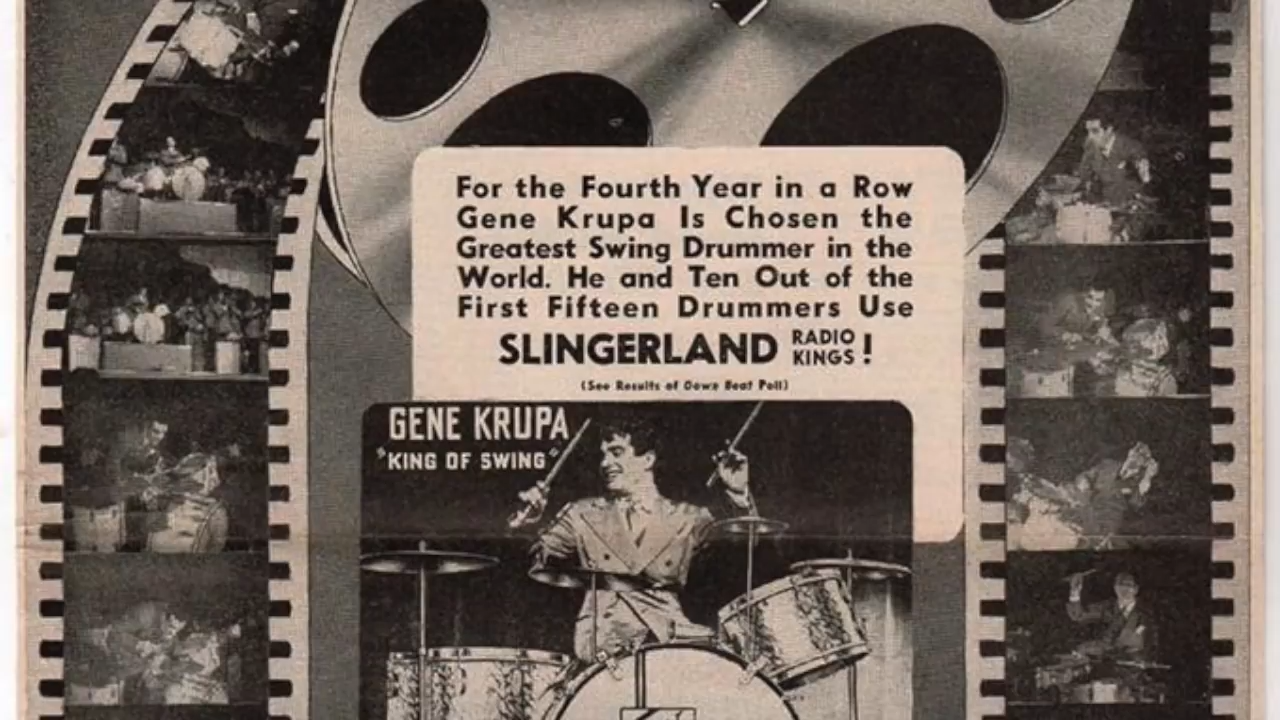 For the Fourth Year in a Row
Gene Krupa Is Chosen the
Greatest Swing Drummer in the
World. He and Ten Out of the
First Fifteen Drummers Use
SLINGERLAND RADIO KINGS!
(See Results of Down Beat Poll)
GENE KRUPA
"KING OF SWING"